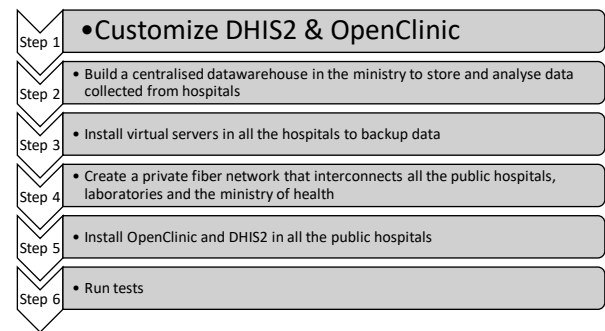 Step 1
•Customize DHIS2 & OpenClinic
Step 2
• Build a centralised datawarehouse in the ministry to store and analyse data
collected from hospitals
Step 3
• Install virtual servers in all the hospitals to backup data
Step 4
• Create a private fiber network that interconnects all the public hospitals,
laboratories and the ministry of health
Step 5
• Install OpenClinic and DHIS2 in all the public hospitals
Step 6
• Run tests